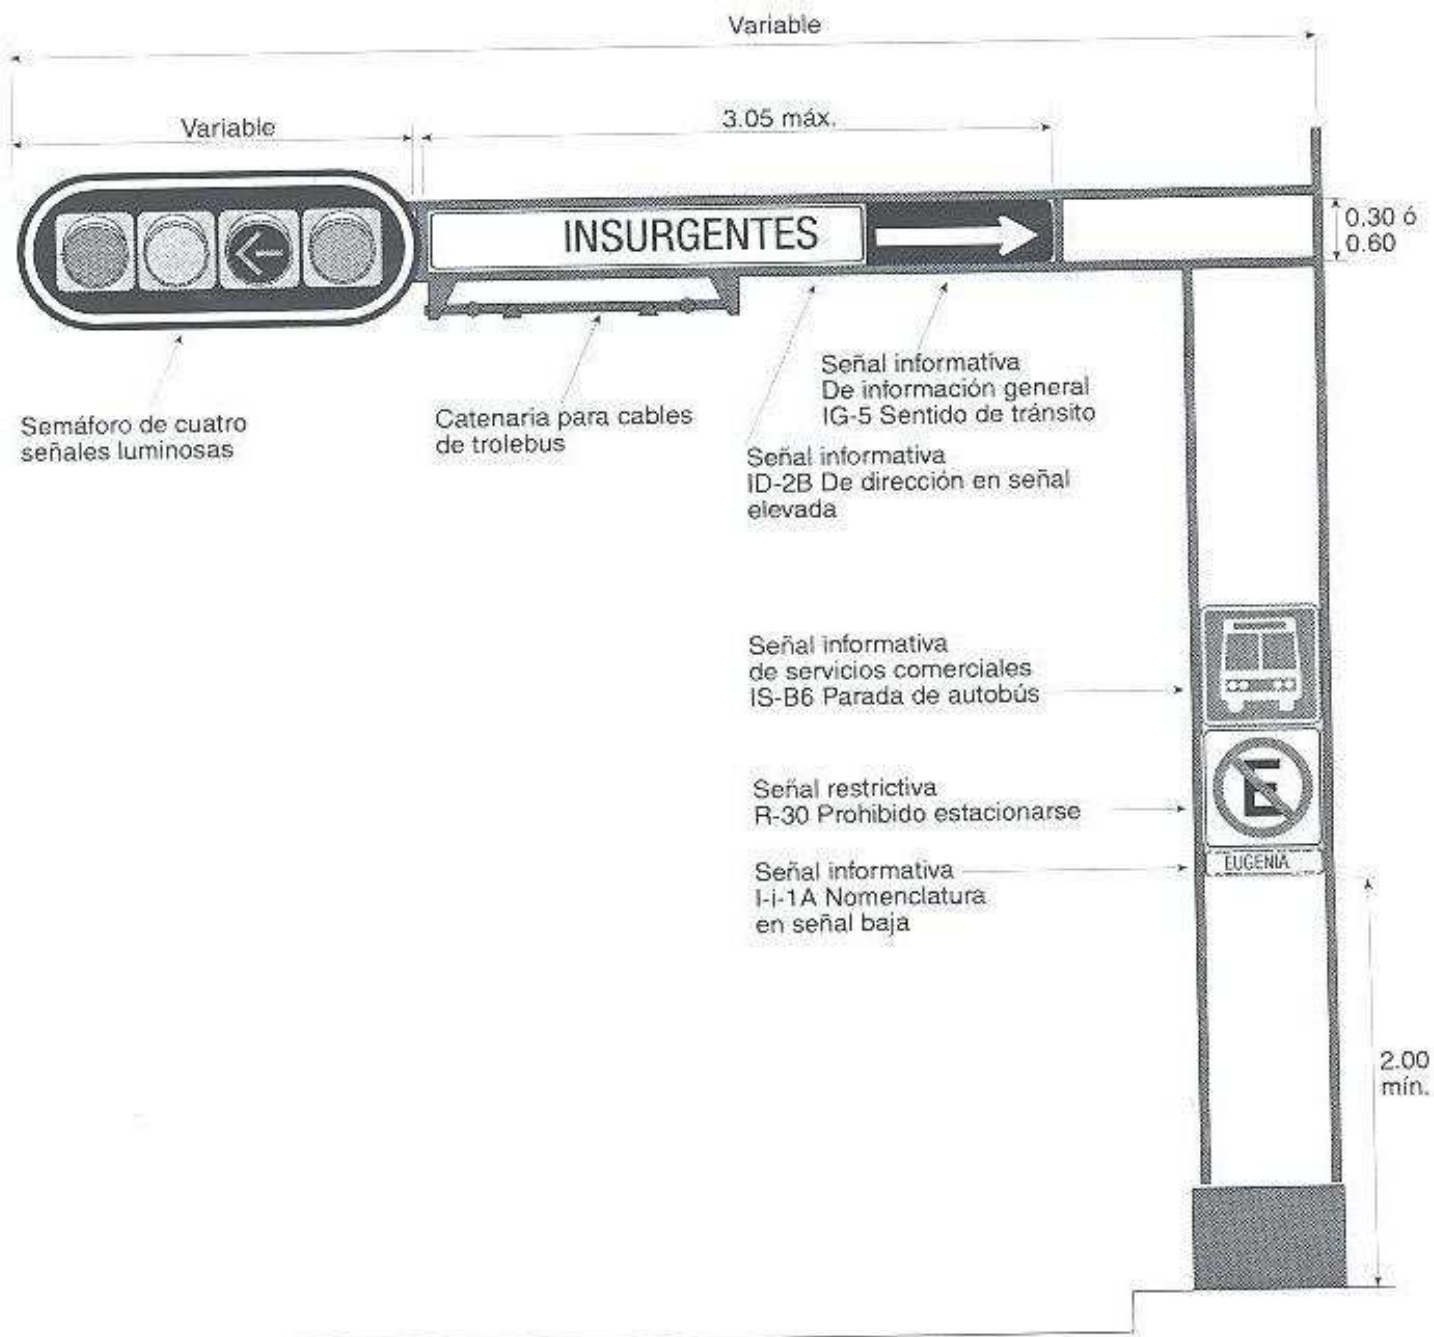 Variable
Variable
3.05 máx.
INSURGENTES
0.30 ó
0.60
Semáforo de cuatro
señales luminosas
Catenaria para cables
de trolebus
Señal informativa
De información general
IG-5 Sentido de tránsito
Señal informativa
ID-2B De dirección en señal
elevada
Señal informativa
de servicios comerciales
IS-B6 Parada de autobús
Señal restrictiva
R-30 Prohibido estacionarse
E
EUGENIA
Señal informativa
I-i-1A Nomenclatura
en señal baja
2.00
mín.